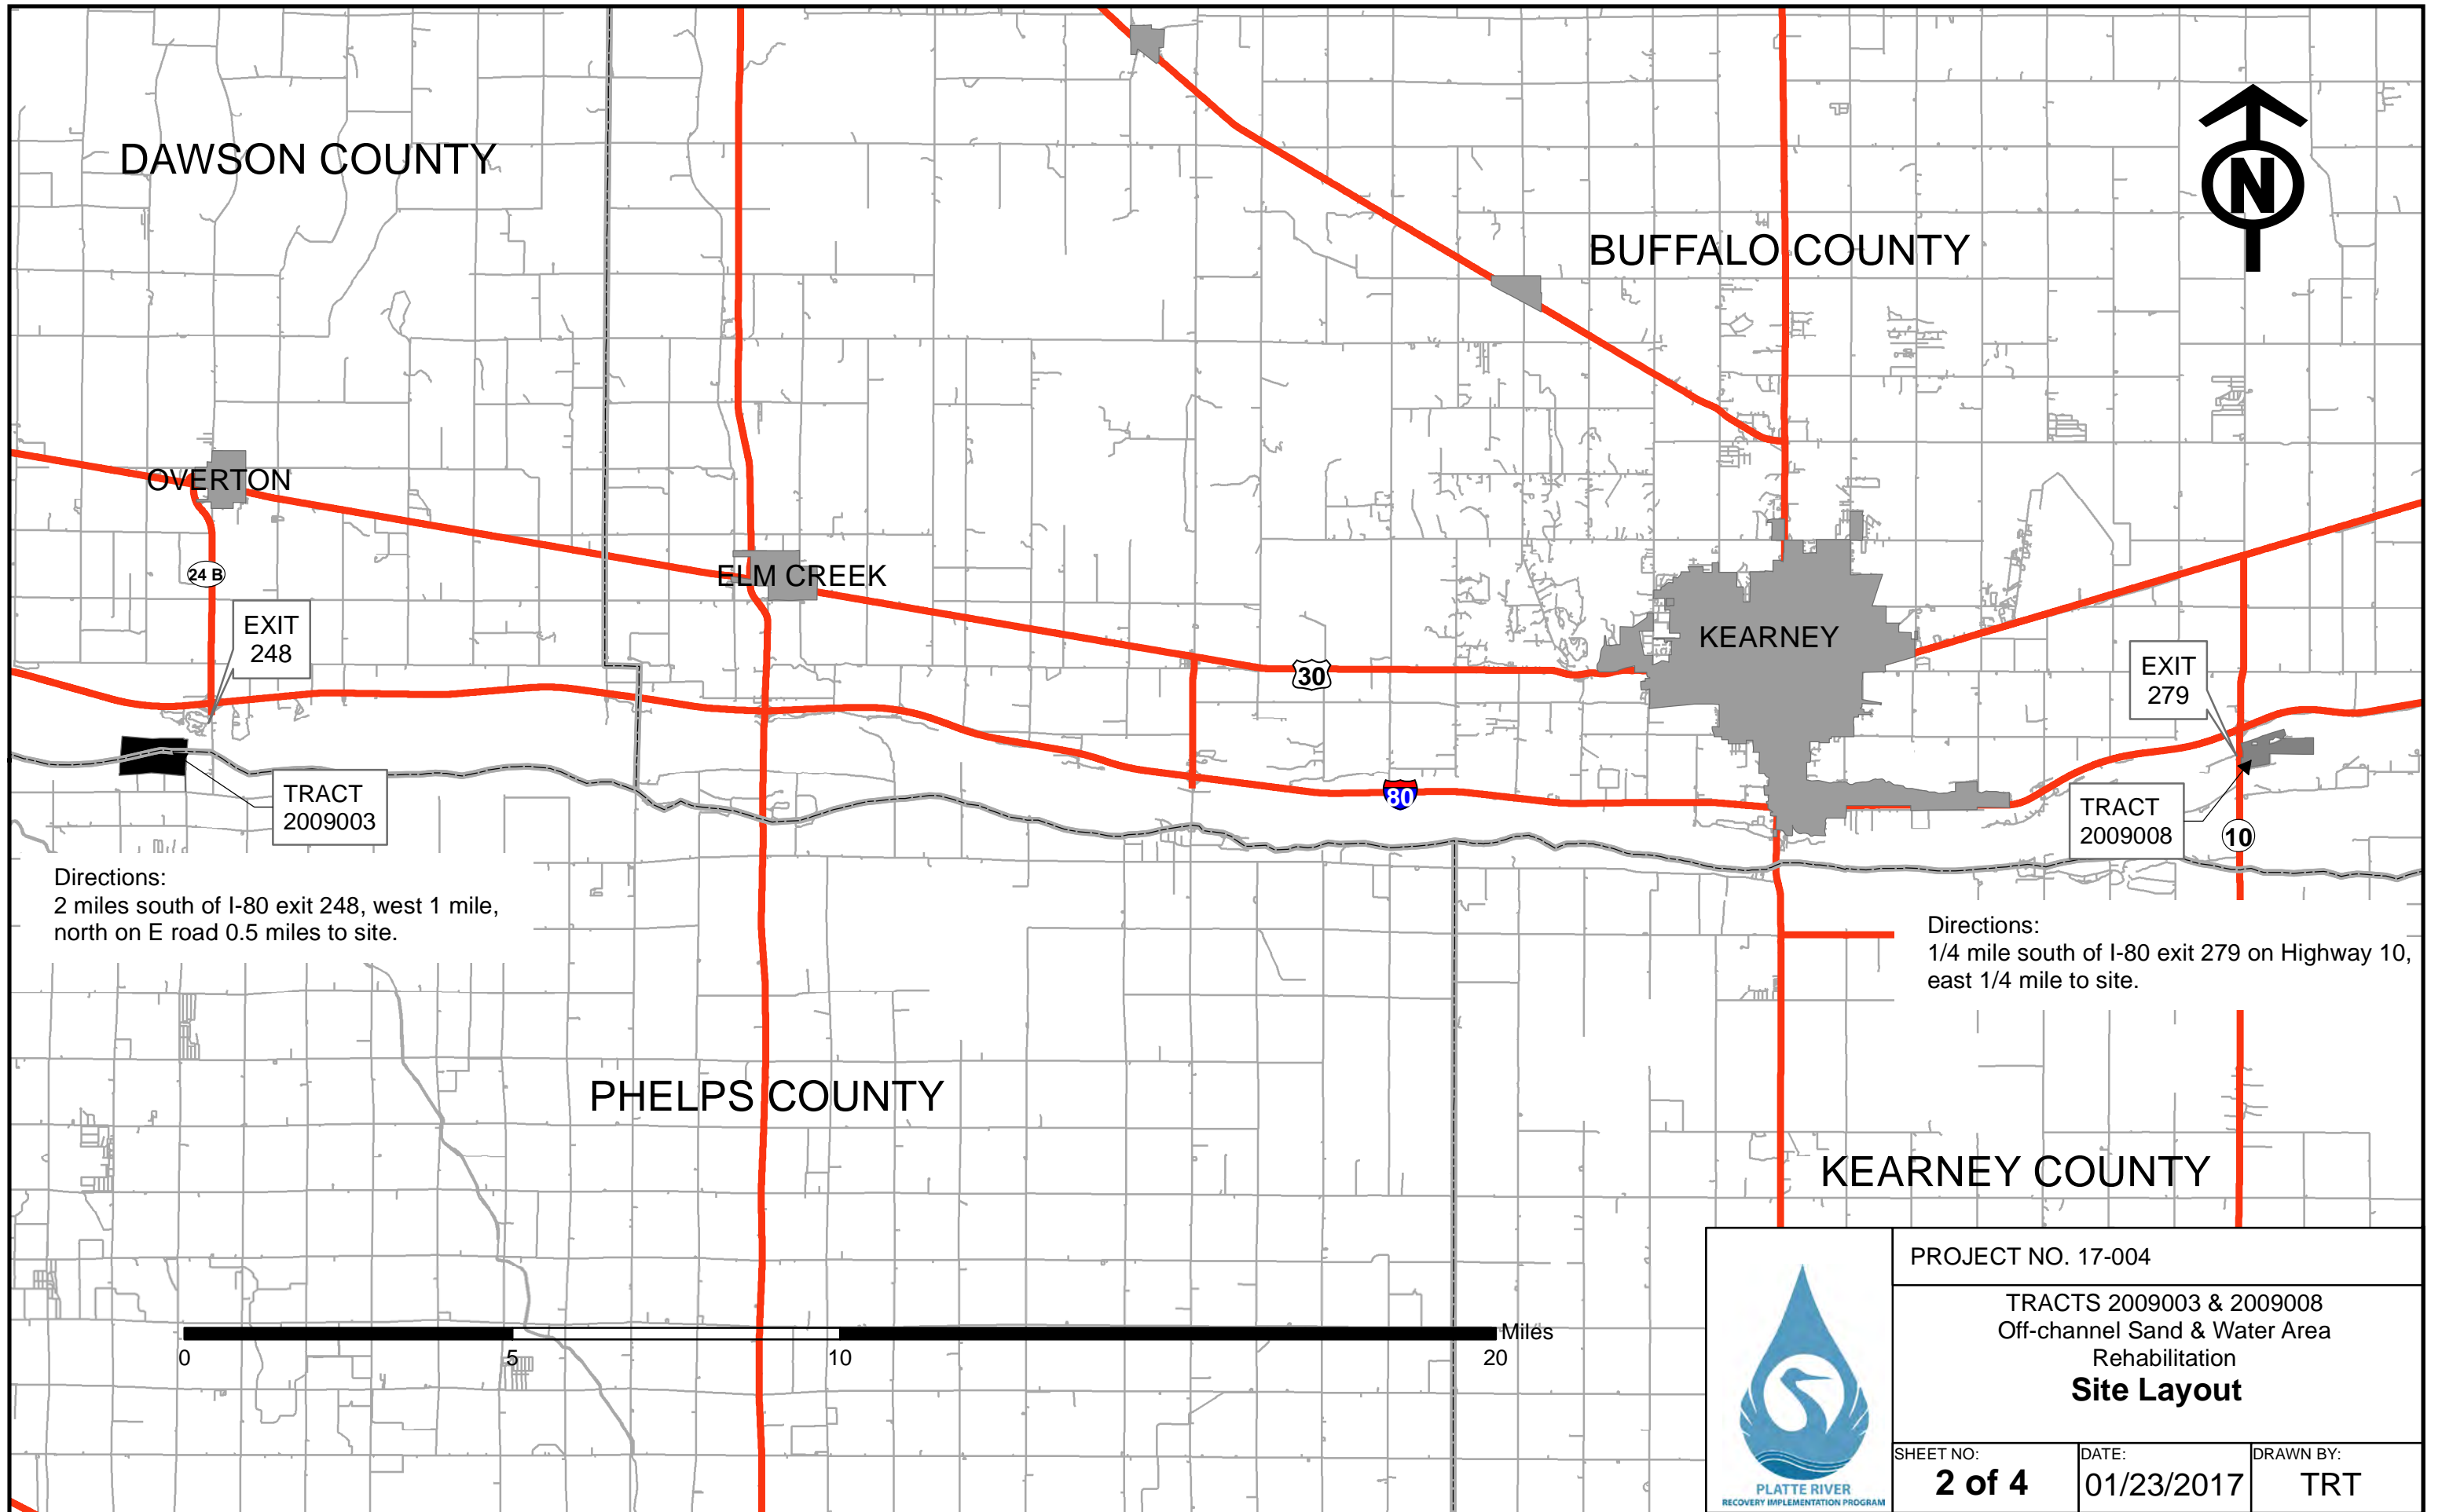 DAWSON COUNTY
N
BUFFALO COUNTY
OVERTON
24 B
ELM CREEK
EXIT
248
KEARNEY
30
EXIT
279
80
TRACT
2009003
TRACT
2009008
10
Directions:
2 miles south of I-80 exit 248, west 1 mile,
north on E road 0.5 miles to site.
Directions:
1/4 mile south of I-80 exit 279 on Highway 10,
east 1/4 mile to site.
PHELPS COUNTY
KEARNEY COUNTY
Miles
0 5 10 20
PROJECT NO. 17-004
TRACTS 2009003 & 2009008
Off-channel Sand & Water Area
Rehabilitation
Site Layout
PLATTE RIVER
RECOVERY IMPLEMENTATION PROGRAM
SHEET NO:
2 of 4
DATE:
01/23/2017
DRAWN BY:
TRT